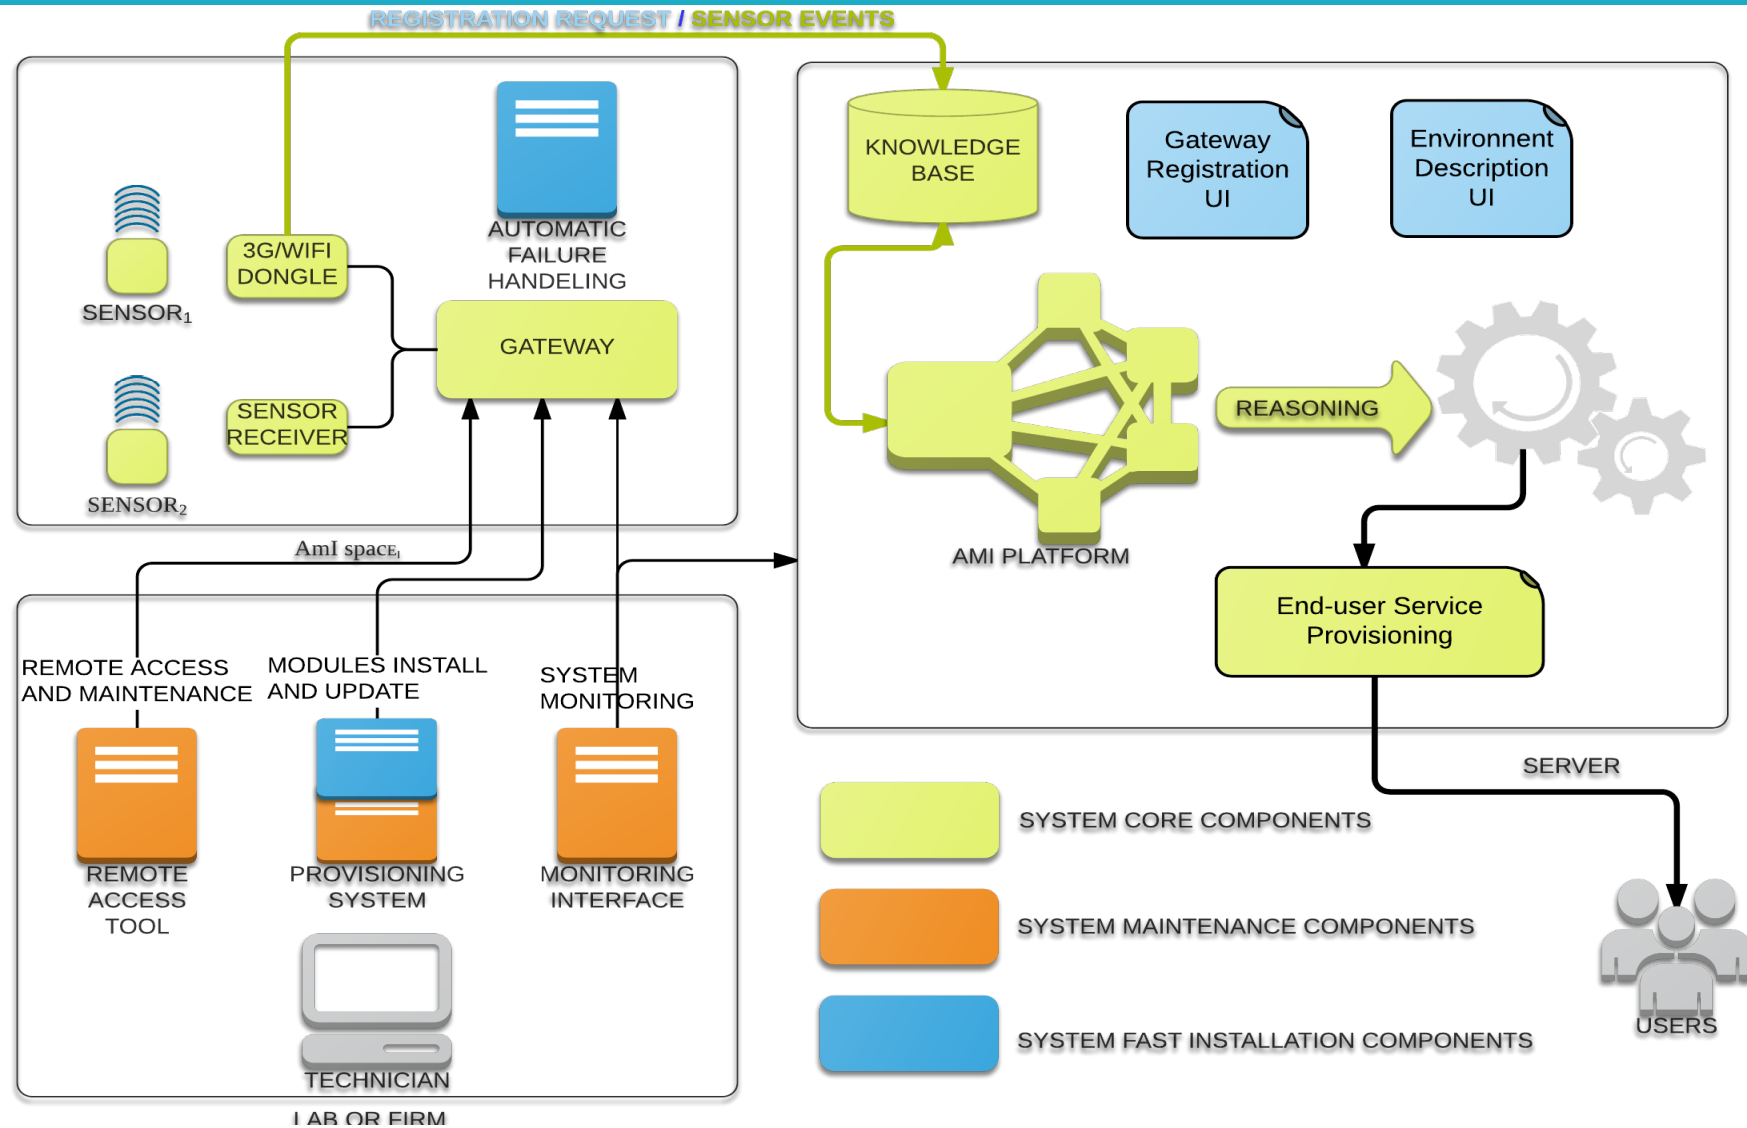 REGISTRATION REQUEST / SENSOR EVENTS
AUTOMATIC
FAILURE
HANDELING
3G/WIFI
DONGLE
SENSOR₁
GATEWAY
SENSOR
RECEIVER
SENSOR₂
AmI spacEᵢ
REMOTE ACCESS
AND MAINTENANCE
MODULES INSTALL
AND UPDATE
SYSTEM
MONITORING
REMOTE
ACCESS
TOOL
PROVISIONING
SYSTEM
MONITORING
INTERFACE
TECHNICIAN
LAB OR FIRM
KNOWLEDGE
BASE
Gateway
Registration
UI
Environnent
Description
UI
REASONING
AMI PLATFORM
End-user Service
Provisioning
SERVER
SYSTEM CORE COMPONENTS
SYSTEM MAINTENANCE COMPONENTS
SYSTEM FAST INSTALLATION COMPONENTS
USERS